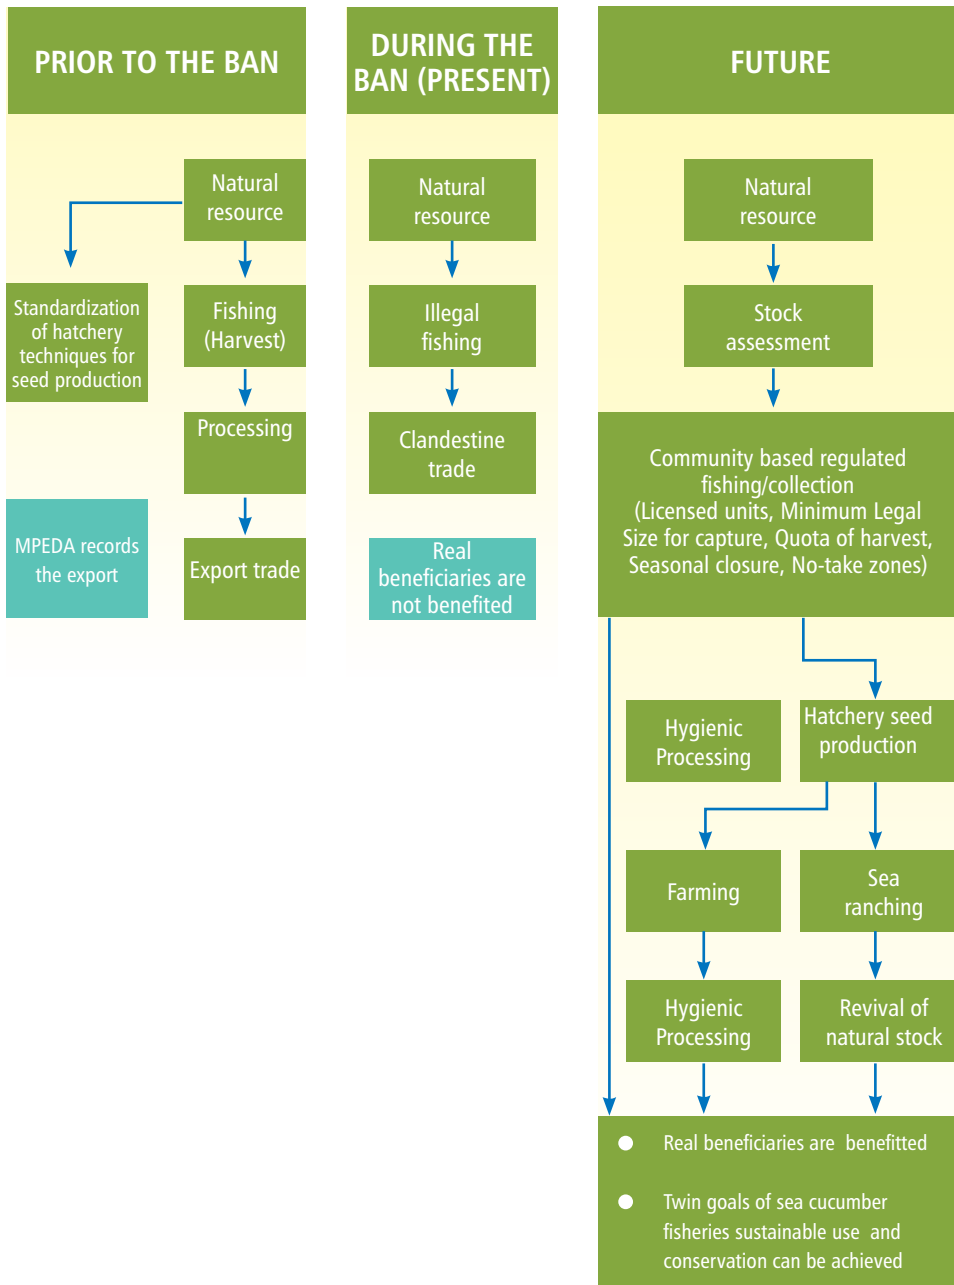 PRIOR TO THE BAN
Natural
resource
Standardization
of hatchery
techniques for
seed production
Fishing
(Harvest)
Processing
MPEDA records
the export
Export trade
DURING THE
BAN (PRESENT)
Natural
resource
Illegal
fishing
Clandestine
trade
Real
beneficiaries are
not benefited
FUTURE
Natural
resource
Stock
assessment
Community based regulated
fishing/collection
(Licensed units, Minimum Legal
Size for capture, Quota of harvest,
Seasonal closure, No-take zones)
Hygienic
Processing
Hatchery seed
production
Farming
Sea
ranching
Hygienic
Processing
Revival of
natural stock
● Real beneficiaries are benefitted
● Twin goals of sea cucumber
fisheries sustainable use and
conservation can be achieved